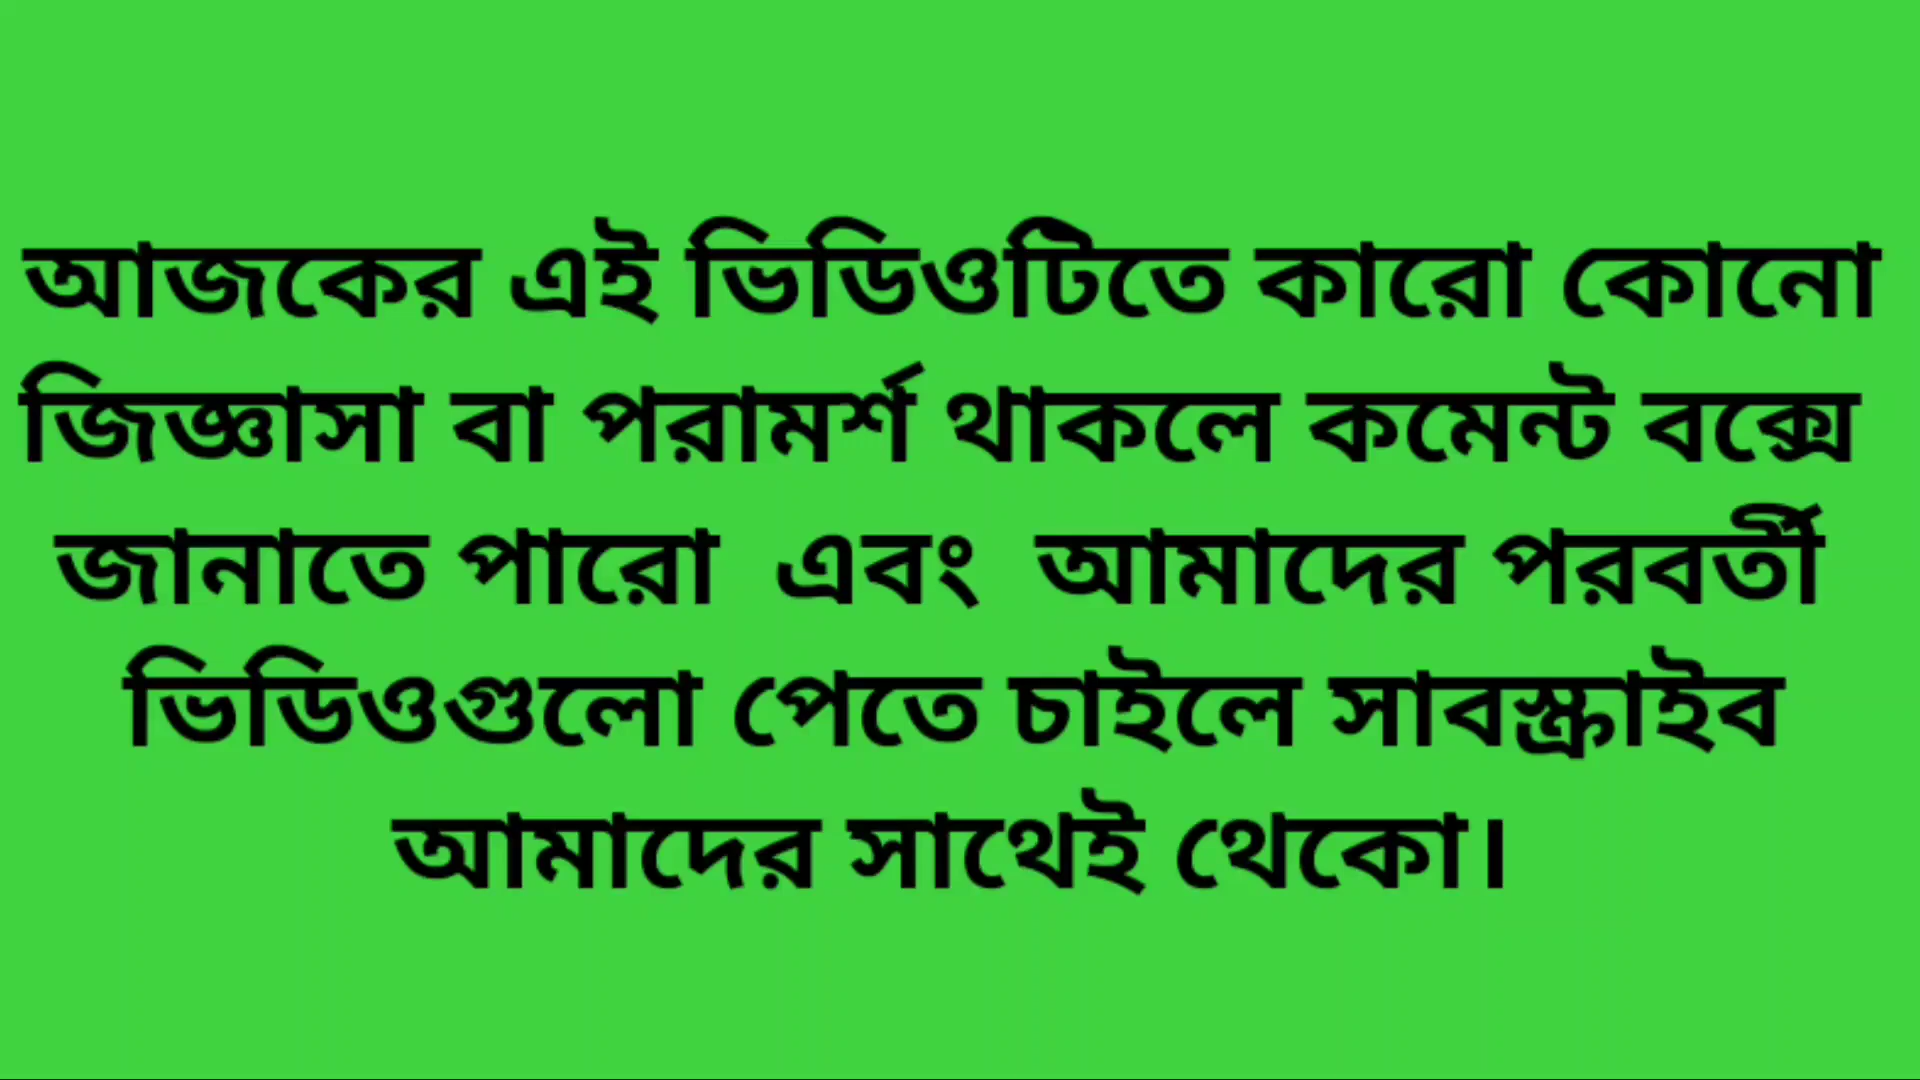 আজকের এই ভিডিওটিতে কারো কোনো
জিজ্ঞাসা বা পরামর্শ থাকলে কমেন্ট বক্সে
জানাতে পারো এবং আমাদের পরবর্তী
ভিডিওগুলো পেতে চাইলে সাবস্ক্রাইব
আমাদের সাথেই থেকো।